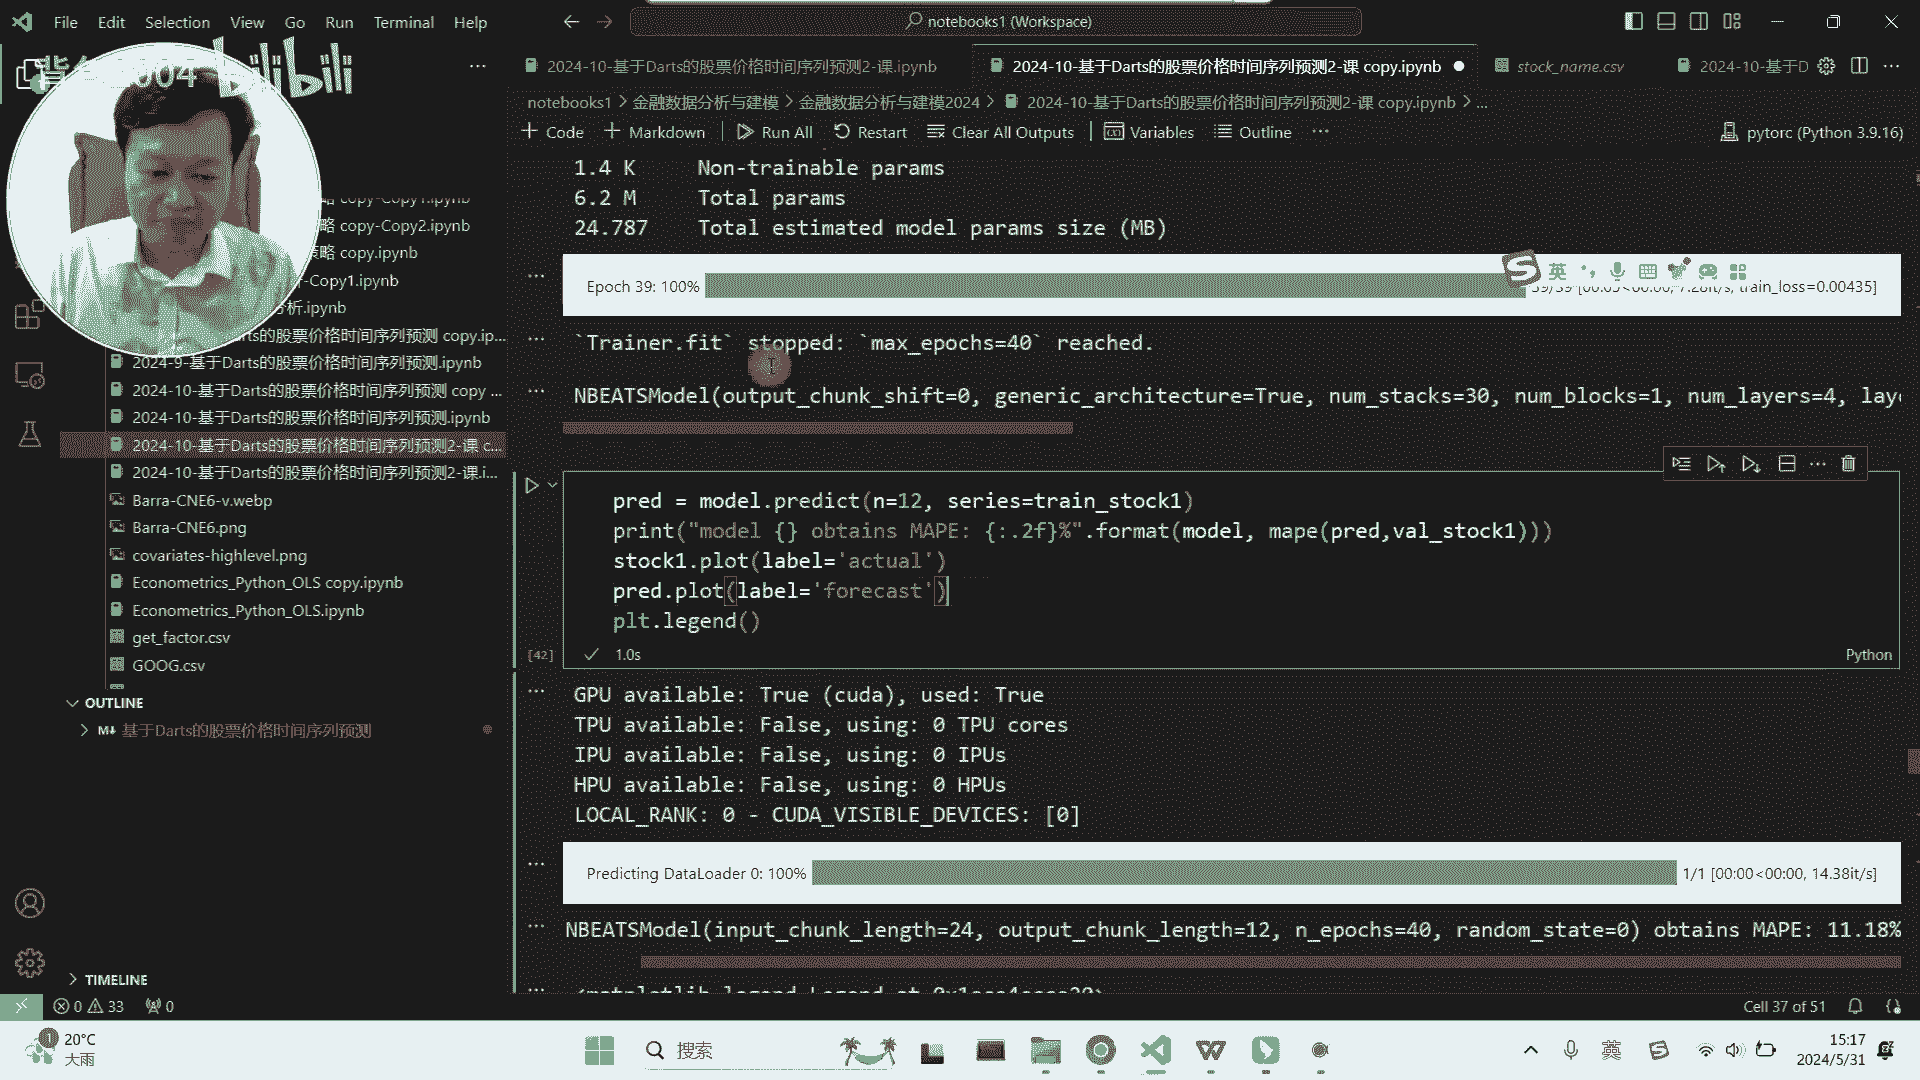 File Edit Selection View Go Run Terminal Help
notebooks1 (Workspace)
bilibili
2024-10-基于Darts的股票价格时间序列预测2-课.ipynb
2024-10-基于Darts的股票价格时间序列预测2-课 copy.ipynb
stock_name.csv
2024-10-基于D
notebooks1 > 金融数据分析与建模 > 金融数据分析与建模2024 > 2024-10-基于Darts的股票价格时间序列预测2-课 copy.ipynb > ...
+ Code + Markdown Run All Restart Clear All Outputs Variables Outline ...
pytorc (Python 3.9.16)
略 copy-Copy1.ipynb
略 copy-Copy2.ipynb
策略 copy.ipynb
-Copy1.ipynb
分析.ipynb
arts的股票价格时间序列预测 copy.ip...
2024-9-基于Darts的股票价格时间序列预测.ipynb
2024-10-基于Darts的股票价格时间序列预测 copy ...
2024-10-基于Darts的股票价格时间序列预测.ipynb
2024-10-基于Darts的股票价格时间序列预测2-课 c...
2024-10-基于Darts的股票价格时间序列预测2-课.i...
Barra-CNE6-v.webp
Barra-CNE6.png
covariates-highlevel.png
Econometrics_Python_OLS copy.ipynb
Econometrics_Python_OLS.ipynb
get_factor.csv
GOOG.csv
OUTLINE
M↓ 基于Darts的股票价格时间序列预测
TIMELINE
1.4 K Non-trainable params
6.2 M Total params
24.787 Total estimated model params size (MB)
Epoch 39: 100% 39/39 [00:05<00:00, 7.28it/s, train_loss=0.00435]
英
`Trainer.fit` stopped: `max_epochs=40` reached.
NBEATSModel(output_chunk_shift=0, generic_architecture=True, num_stacks=30, num_blocks=1, num_layers=4, laye
pred = model.predict(n=12, series=train_stock1)
print("model {} obtains MAPE: {:.2f}%".format(model, mape(pred,val_stock1)))
stock1.plot(label='actual')
pred.plot(label='forecast')
plt.legend()
[42] 1.0s
Python
GPU available: True (cuda), used: True
TPU available: False, using: 0 TPU cores
IPU available: False, using: 0 IPUs
HPU available: False, using: 0 HPUs
LOCAL_RANK: 0 - CUDA_VISIBLE_DEVICES: [0]
Predicting DataLoader 0: 100% 1/1 [00:00<00:00, 14.38it/s]
NBEATSModel(input_chunk_length=24, output_chunk_length=12, n_epochs=40, random_state=0) obtains MAPE: 11.18%
0 33 0
Cell 37 of 51
20°C
大雨
搜索
英
15:17
2024/5/31